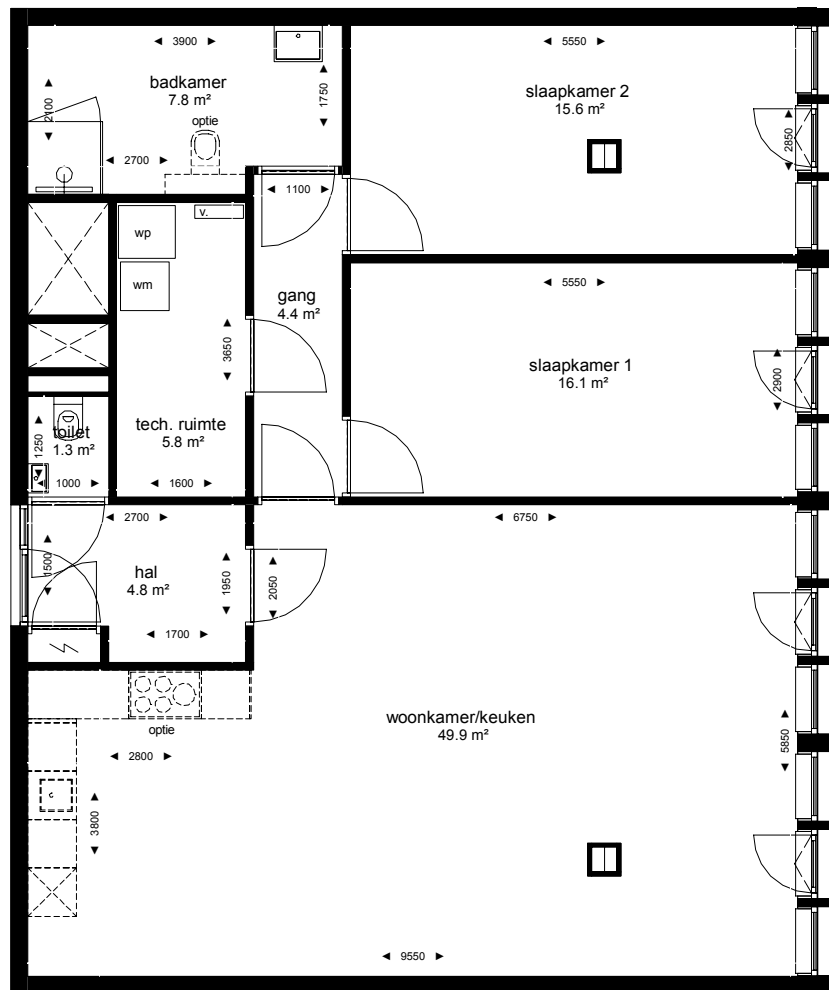 3900
5550
badkamer
7.8 m²
slaapkamer 2
15.6 m²
2100
1750
optie
2850
2700
1100
v.
wp
wm
gang
4.4 m²
5550
3650
slaapkamer 1
16.1 m²
2900
tech. ruimte
5.8 m²
toilet
1.3 m²
1250
1000
1600
2700
6750
1500
hal
4.8 m²
1950
2050
1700
woonkamer/keuken
49.9 m²
optie
5850
2800
c
3800
9550